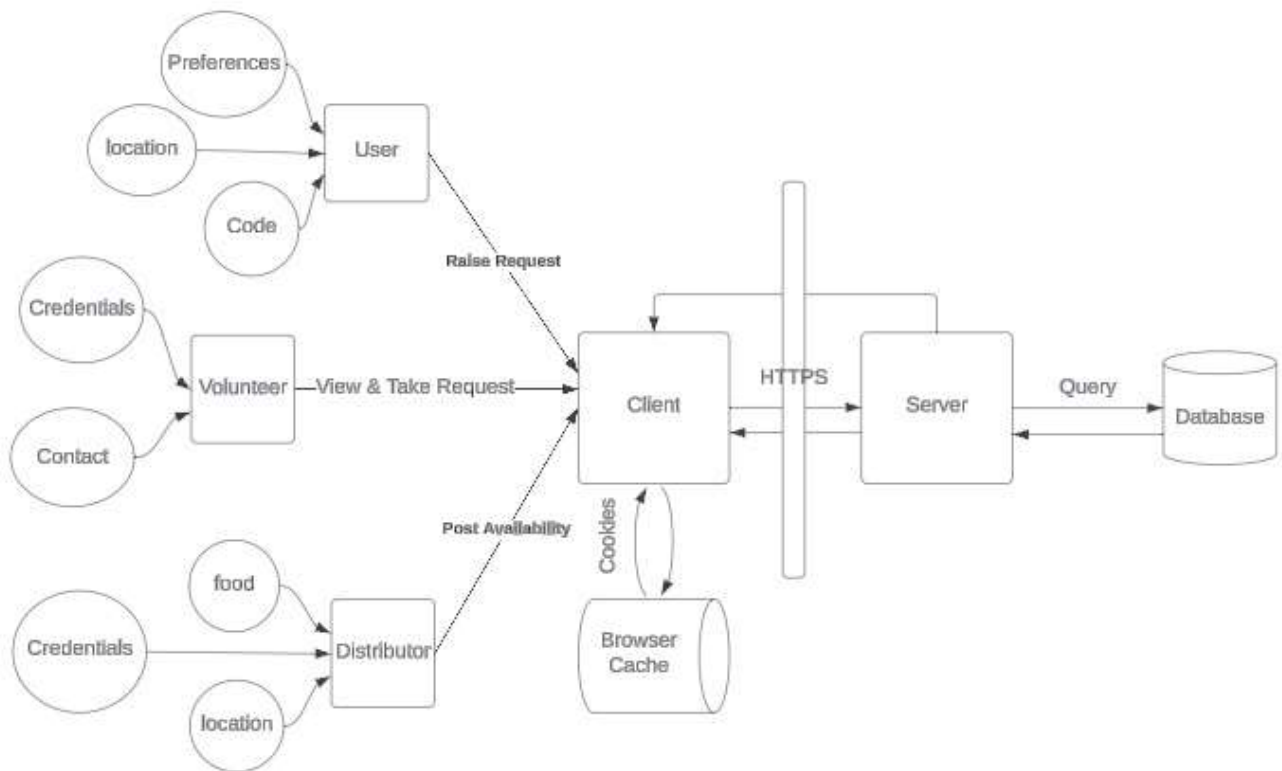 Preferences
location
User
Code
Raise Request
Credentials
Volunteer
View & Take Request
Contact
Client
HTTPS
Server
Query
Database
Post Availability
Cookies
food
Credentials
Distributor
location
Browser
Cache